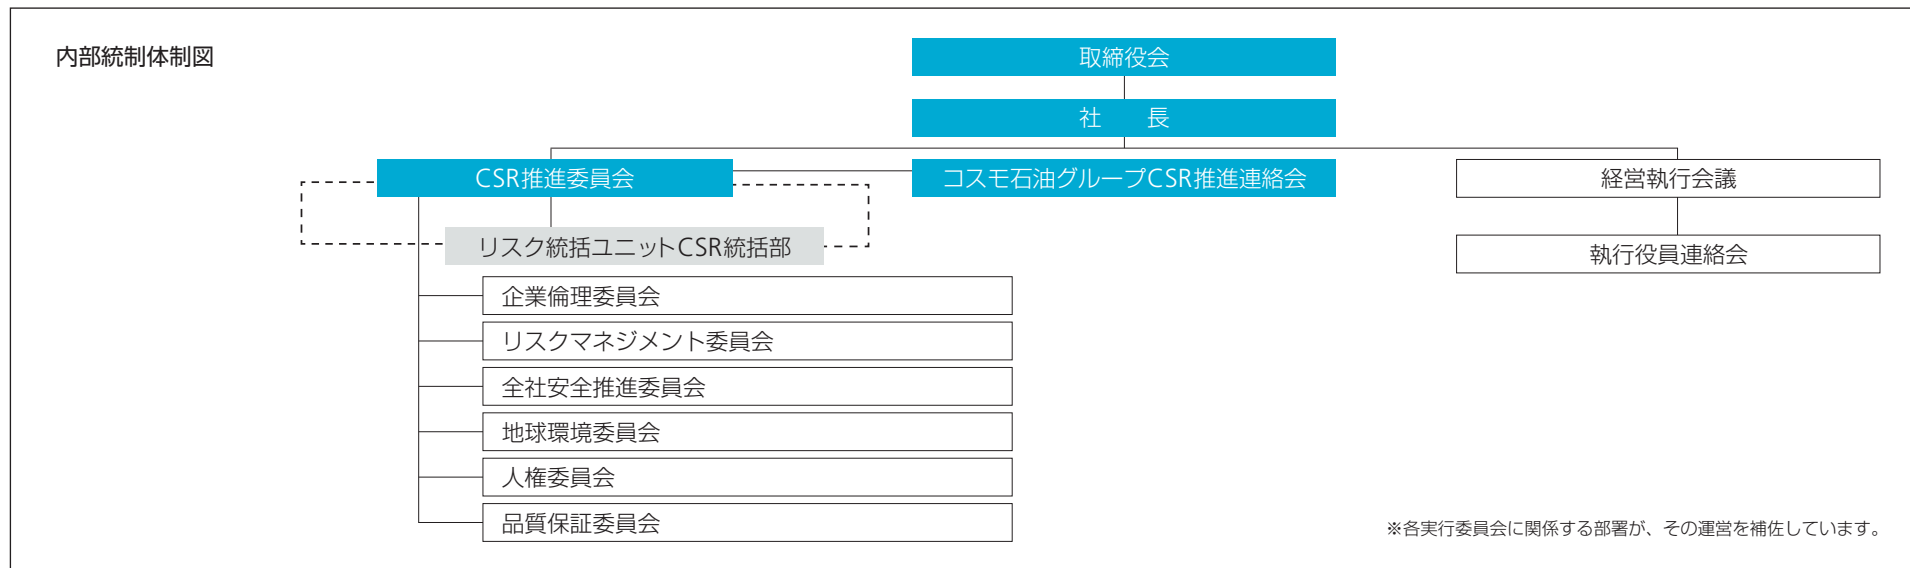 内部統制体制図
取締役会
社　　長
CSR推進委員会
コスモ石油グループCSR推進連絡会
経営執行会議
リスク統括ユニットCSR統括部
執行役員連絡会
企業倫理委員会
リスクマネジメント委員会
全社安全推進委員会
地球環境委員会
人権委員会
品質保証委員会
※各実行委員会に関係する部署が、その運営を補佐しています。